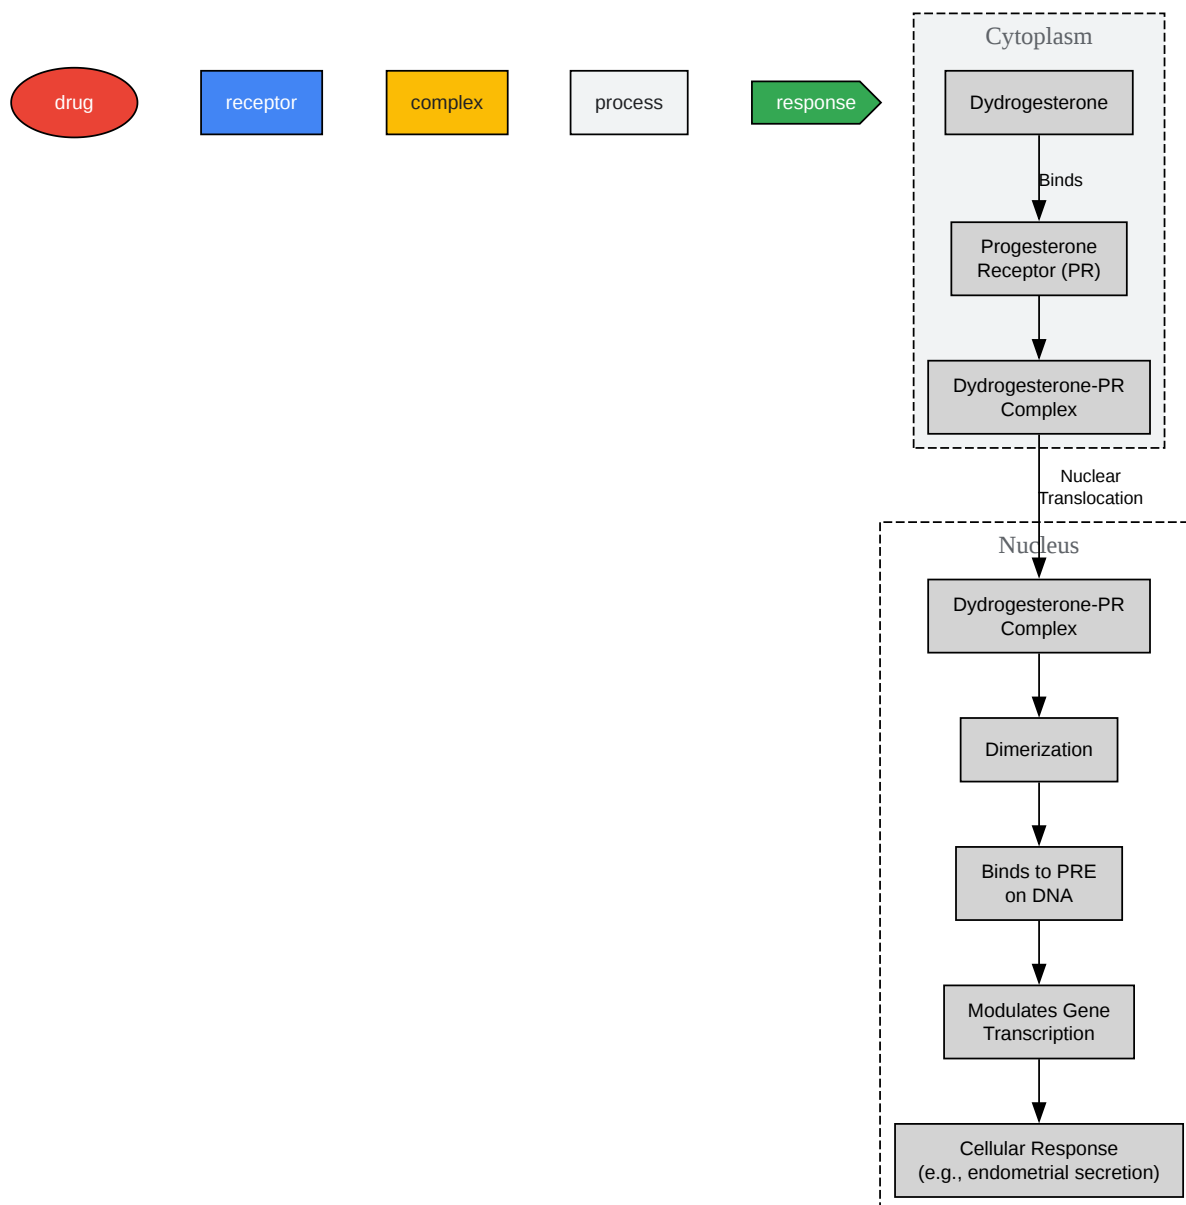 drug
receptor
complex
process
response
Cytoplasm
Dydrogesterone
Binds
Progesterone
Receptor (PR)
Dydrogesterone-PR
Complex
Nuclear
Translocation
Nucleus
Dydrogesterone-PR
Complex
Dimerization
Binds to PRE
on DNA
Modulates Gene
Transcription
Cellular Response
(e.g., endometrial secretion)